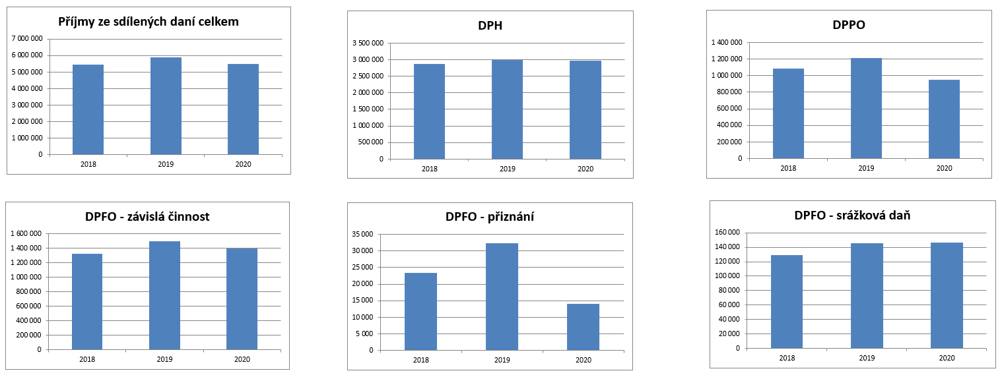 Příjmy ze sdílených daní celkem
7 000 000
6 000 000
5 000 000
4 000 000
3 000 000
2 000 000
1 000 000
0
2018 2019 2020
DPH
3 500 000
3 000 000
2 500 000
2 000 000
1 500 000
1 000 000
500 000
0
2018 2019 2020
DPPO
1 400 000
1 200 000
1 000 000
800 000
600 000
400 000
200 000
0
2018 2019 2020
DPFO - závislá činnost
1 600 000
1 400 000
1 200 000
1 000 000
800 000
600 000
400 000
200 000
0
2018 2019 2020
DPFO - přiznání
35 000
30 000
25 000
20 000
15 000
10 000
5 000
0
2018 2019 2020
DPFO - srážková daň
160 000
140 000
120 000
100 000
80 000
60 000
40 000
20 000
0
2018 2019 2020